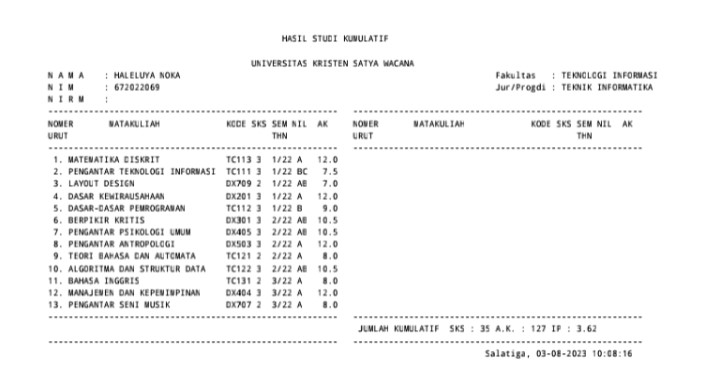 HASIL STUDI KUMULATIF
UNIVERSITAS KRISTEN SATYA WACANA
N A M A : HALELUYA NOKA
N I M : 672022069
N I R M :
Fakultas : TEKNOLOGI INFORMASI
Jur/Progdi : TEKNIK INFORMATIKA
NOMER MATAKULIAH KODE SKS SEM NIL AK
URUT THN
NOMER MATAKULIAH KODE SKS SEM NIL AK
URUT THN
1. MATEMATIKA DISKRIT TC113 3 1/22 A 12.0
2. PENGANTAR TEKNOLOGI INFORMASI TC111 3 1/22 BC 7.5
3. LAYOUT DESIGN DX709 2 1/22 AB 7.0
4. DASAR KEWIRAUSAHAAN DX201 3 1/22 A 12.0
5. DASAR-DASAR PEMROGRAMAN TC112 3 1/22 B 9.0
6. BERPIKIR KRITIS DX301 3 2/22 AB 10.5
7. PENGANTAR PSIKOLOGI UMUM DX405 3 2/22 AB 10.5
8. PENGANTAR ANTROPOLOGI DX503 3 2/22 A 12.0
9. TEORI BAHASA DAN AUTOMATA TC121 2 2/22 A 8.0
10. ALGORITMA DAN STRUKTUR DATA TC122 3 2/22 AB 10.5
11. BAHASA INGGRIS TC131 2 3/22 A 8.0
12. MANAJEMEN DAN KEPEMIMPINAN DX404 3 3/22 A 12.0
13. PENGANTAR SENI MUSIK DX707 2 3/22 A 8.0
JUMLAH KUMULATIF SKS : 35 A.K. : 127 IP : 3.62
Salatiga, 03-08-2023 10:08:16